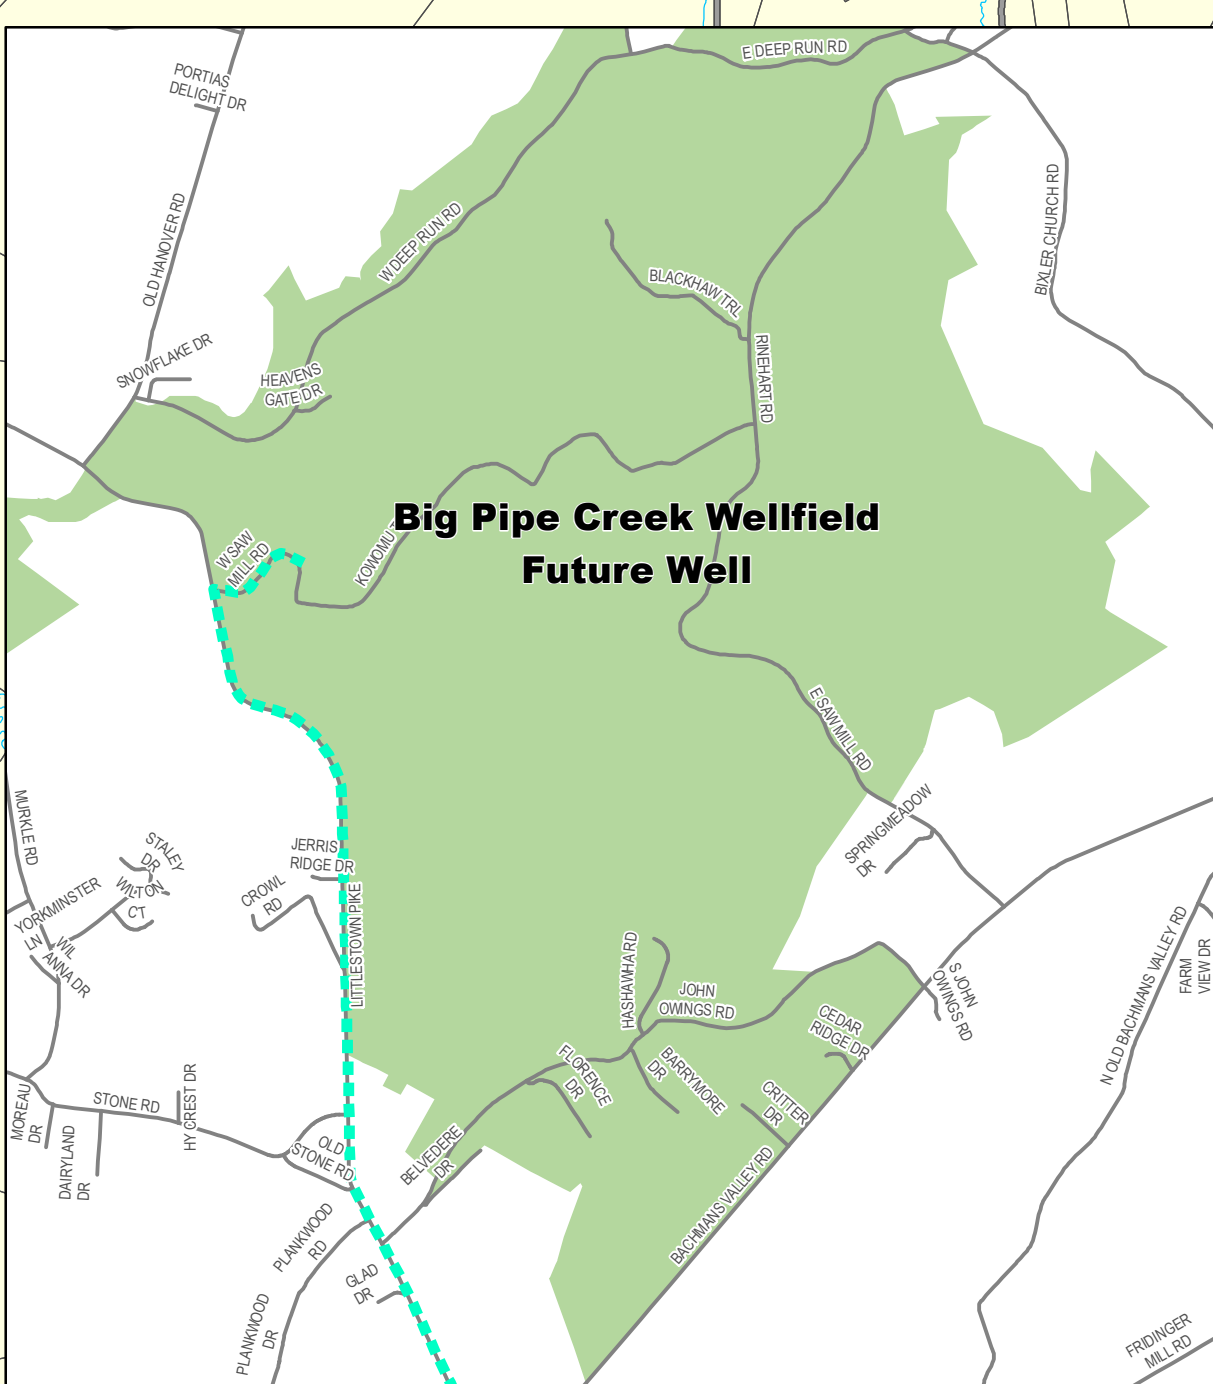 E DEEP RUN RD
PORTIAS
DELIGHT DR
OLD HANOVER RD
BIXLER CHURCH RD
W DEEP RUN RD
BLACKHAW TRL
SNOWFLAKE DR
RINEHART RD
HEAVENS
GATE DR
Big Pipe Creek Wellfield
Future Well
KOWOMU
W SAW
MILL RD
E SAW MILL RD
MURKLE RD
SPRINGMEADOW
DR
STALEY
DR
JERRIS
RIDGE DR
WILTON
CT
CROWL
RD
YORKMINSTER
LN
LITTLESTOWN PIKE
WIL
ANNA DR
HASHAWHA RD
JOHN
OWINGS RD
S JOHN
OWINGS RD
N OLD BACHMANS VALLEY RD
FARM
VIEW DR
CEDAR
RIDGE DR
FLORENCE
DR
BARRYMORE
DR
CRITTER
DR
MOREAU
DR
STONE RD
HY CREST DR
DAIRYLAND
DR
OLD
STONE RD
BELVEDERE
DR
BACHMANS VALLEY RD
PLANKWOOD
RD
GLAD
DR
PLANKWOOD
DR
FRIDINGER
MILL RD